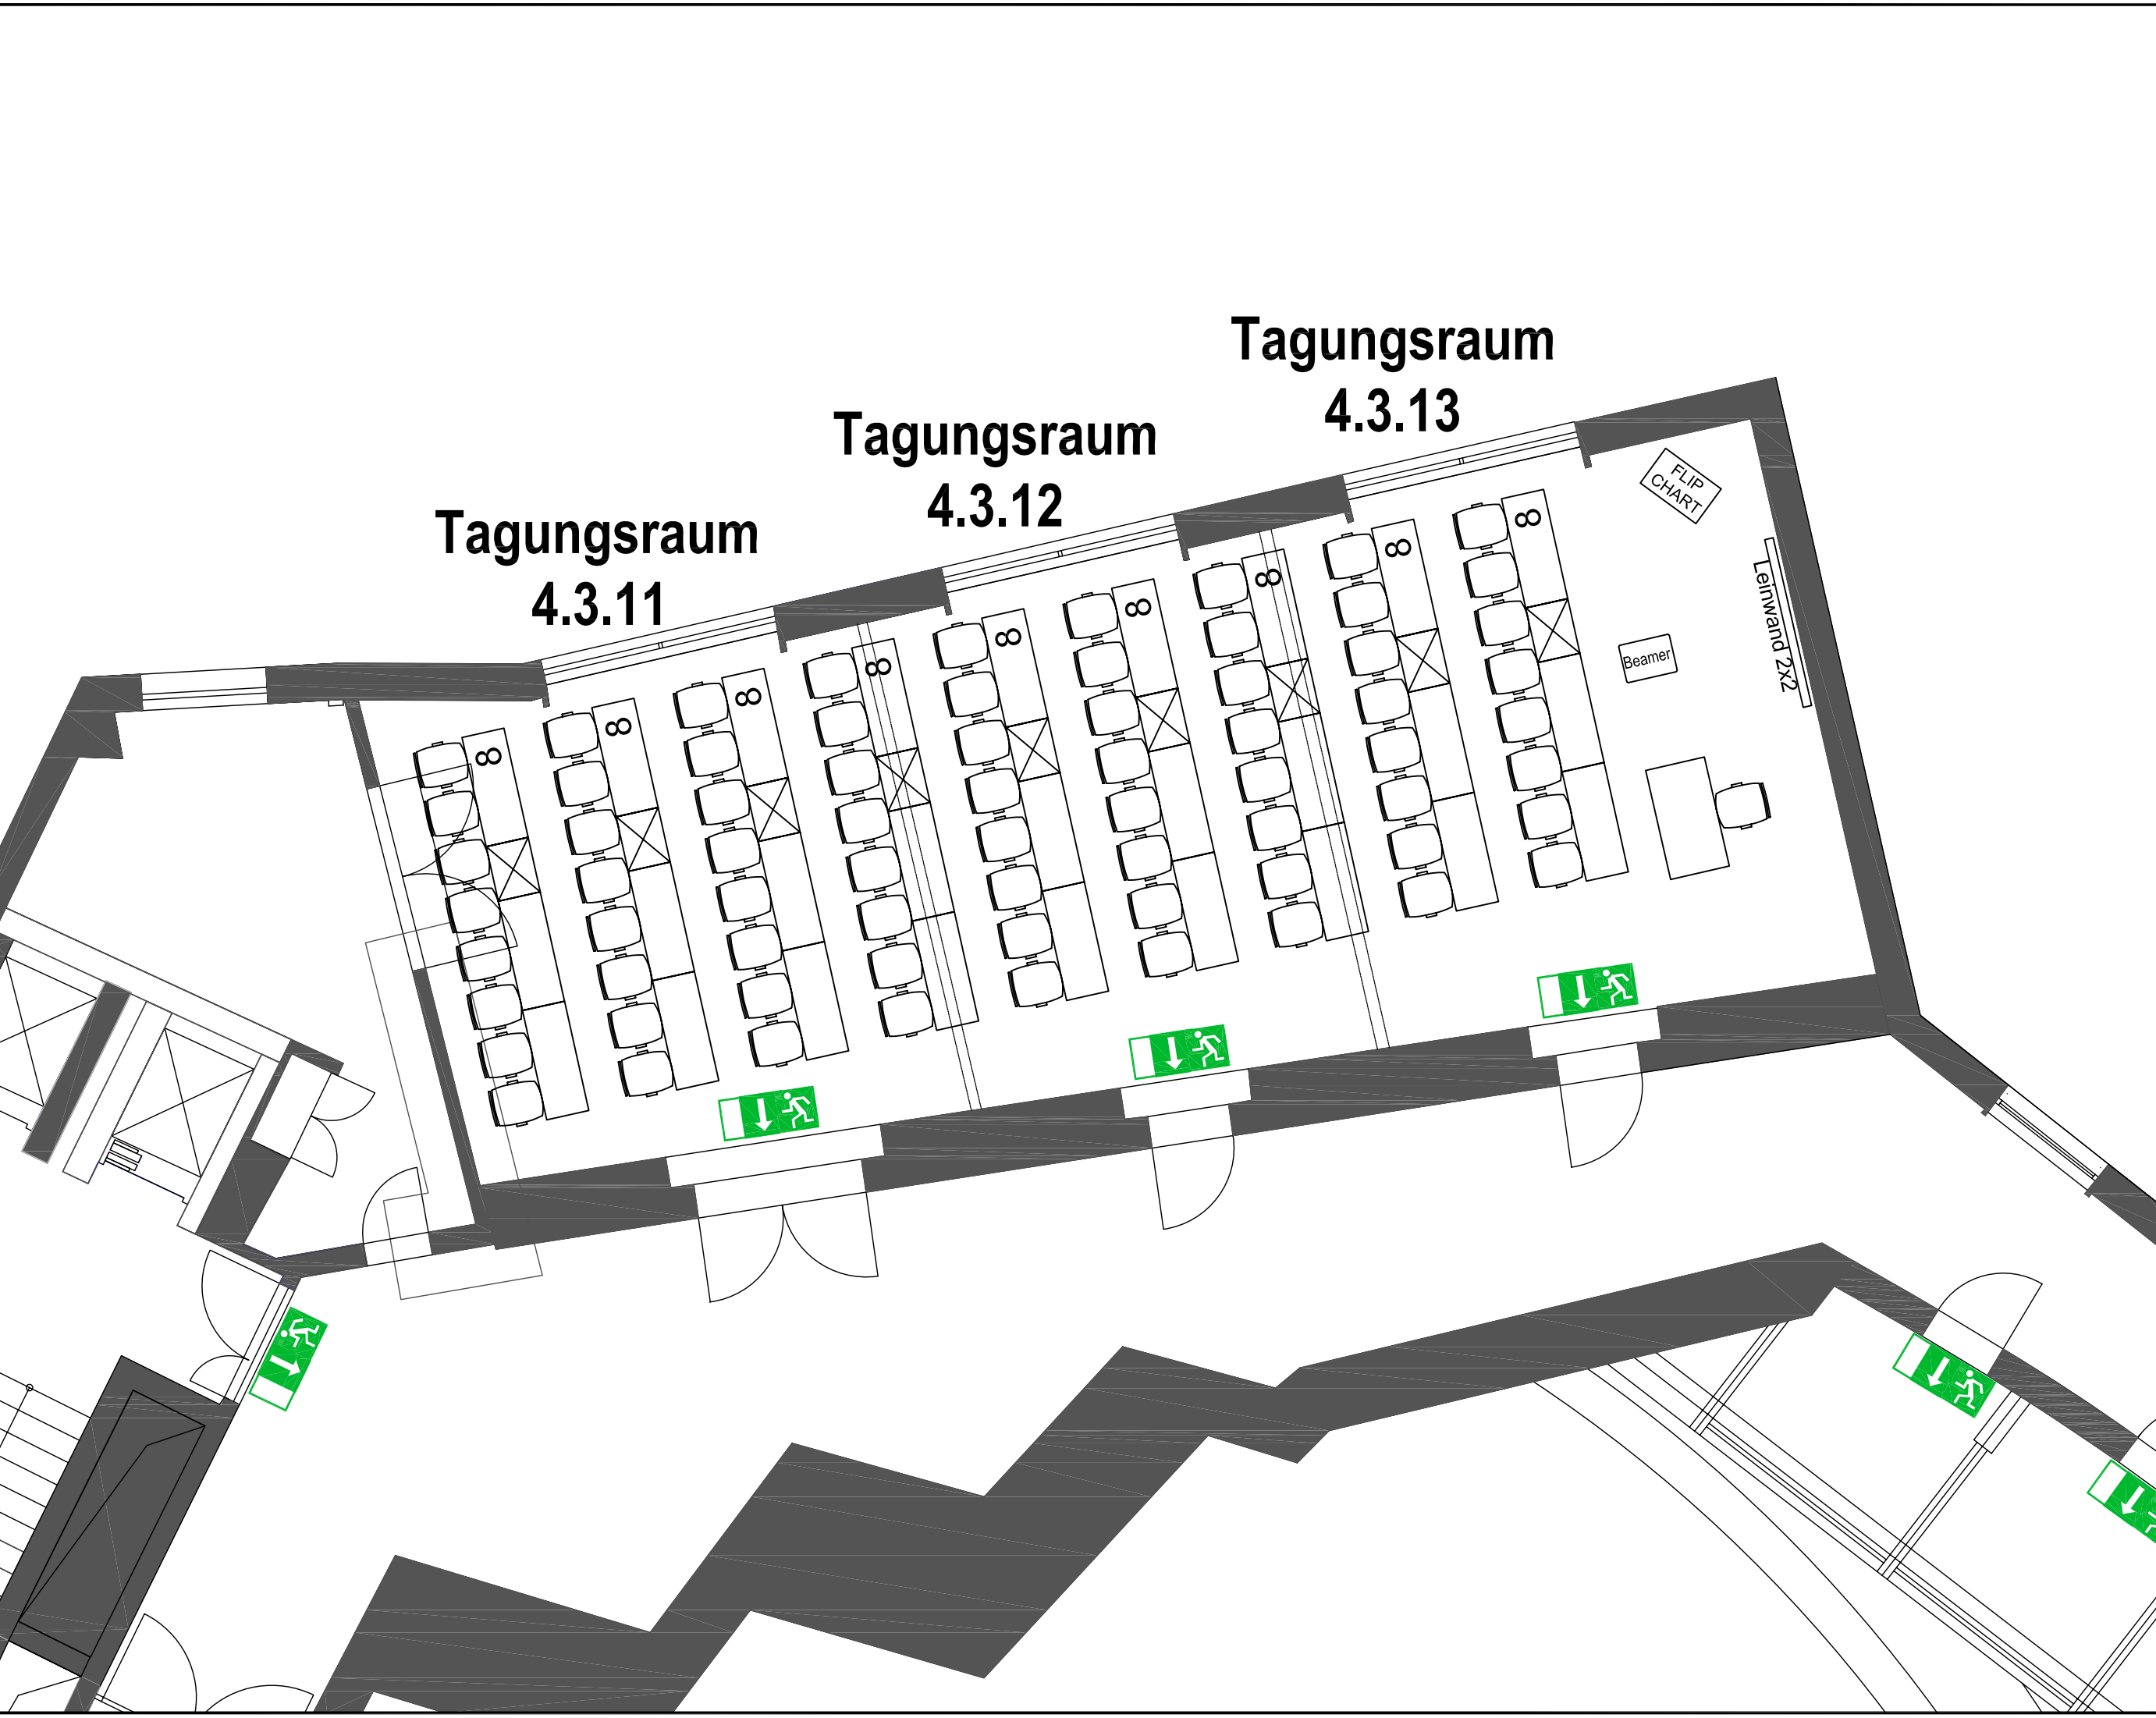 Tagungsraum
4.3.13
Tagungsraum
4.3.12
Tagungsraum
4.3.11
FLIP
CHART
Leinwand 2x2
Beamer
8
8
8
8
8
8
8
8
8